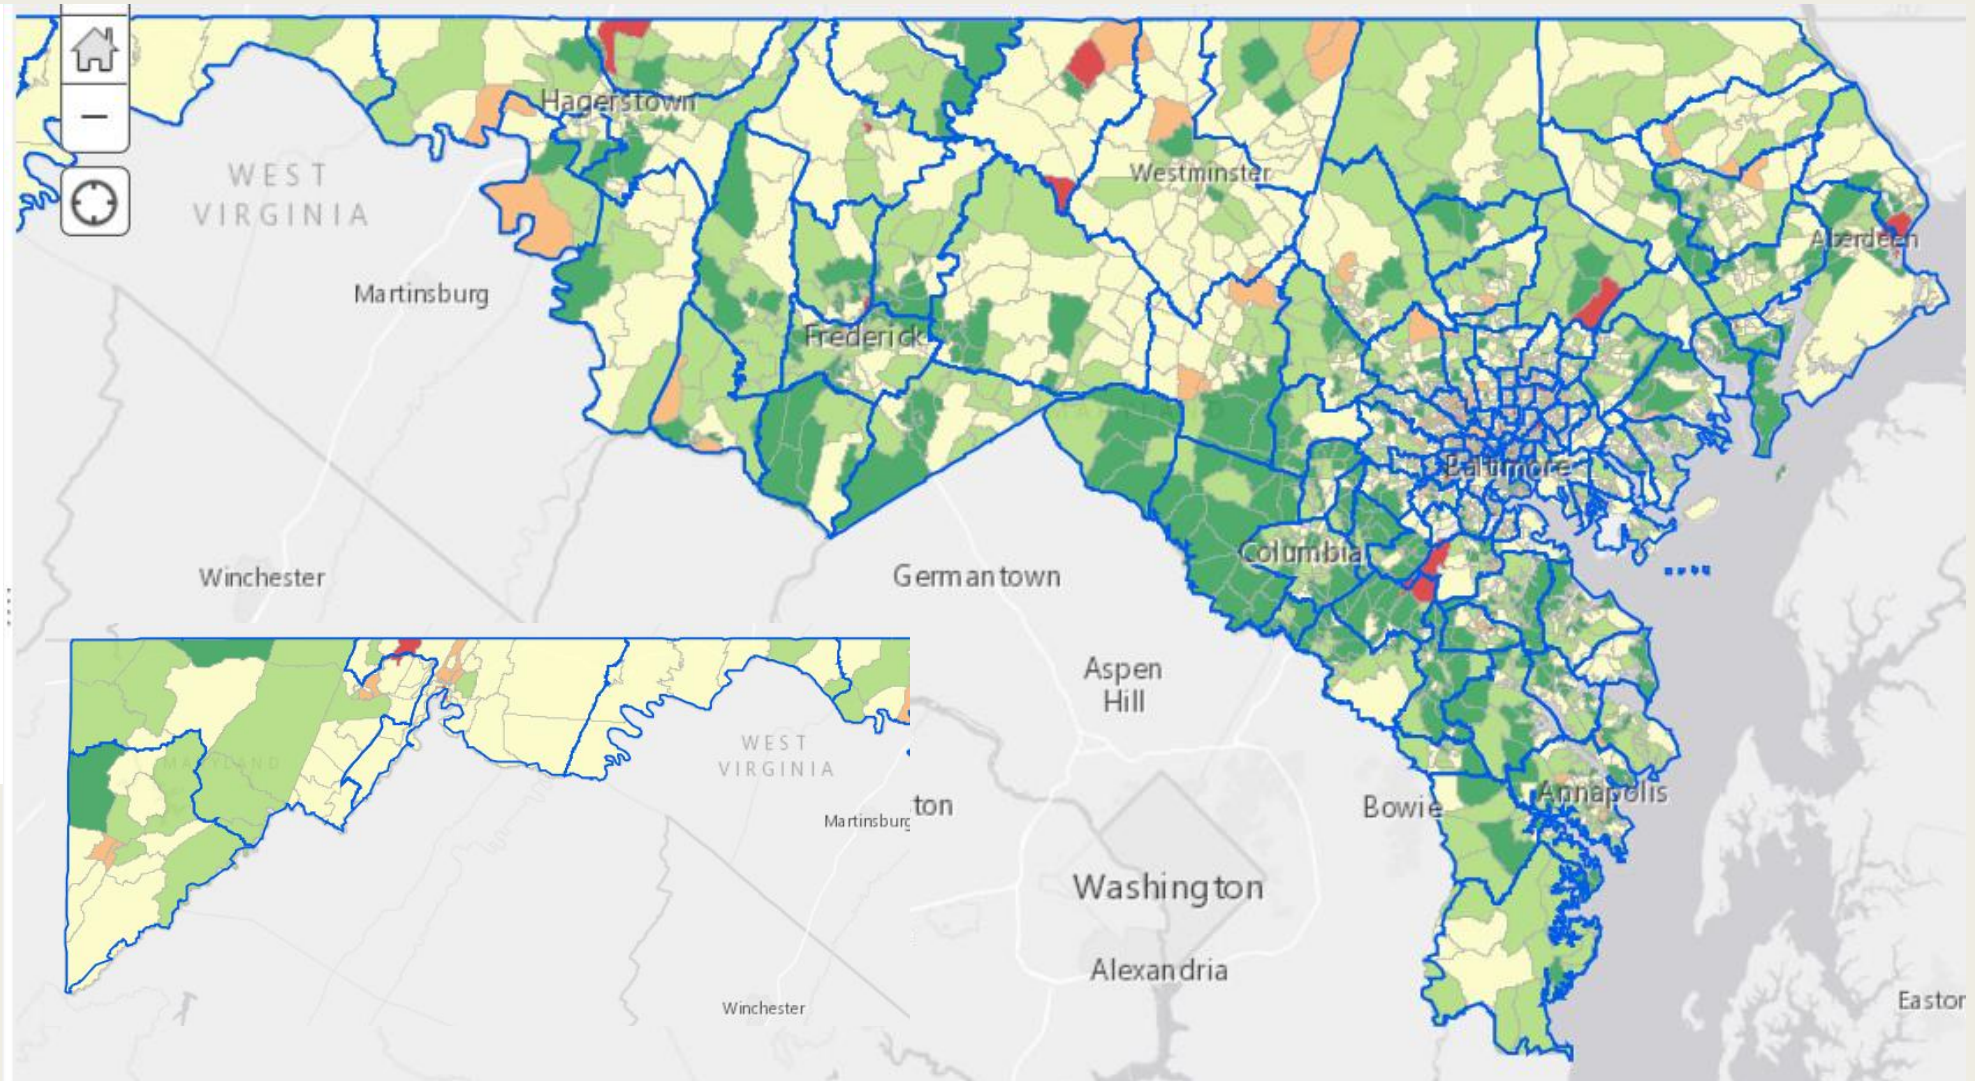 Hagerstown
WEST
VIRGINIA
Westminster
Aberdeen
Martinsburg
Frederick
Baltimore
Columbia
Winchester
Germantown
Aspen
Hill
WEST
VIRGINIA
MARYLAND
Martinsburg
ton
Bowie
Annapolis
Washington
Alexandria
Winchester
Easton